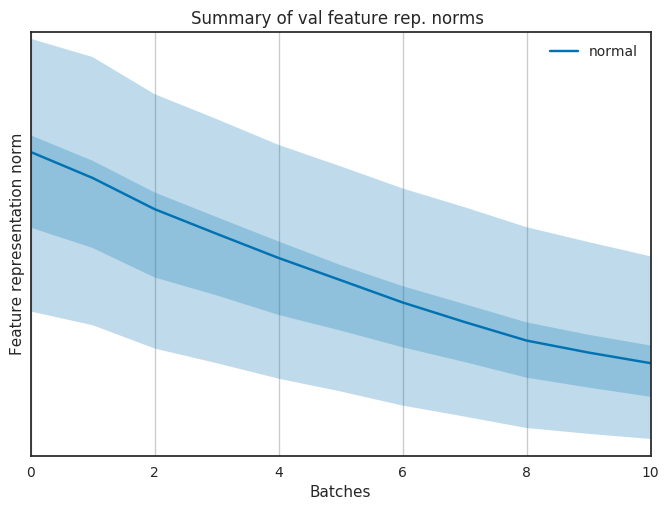 Summary of val feature rep. norms
normal
Feature representation norm
0 2 4 6 8 10
Batches